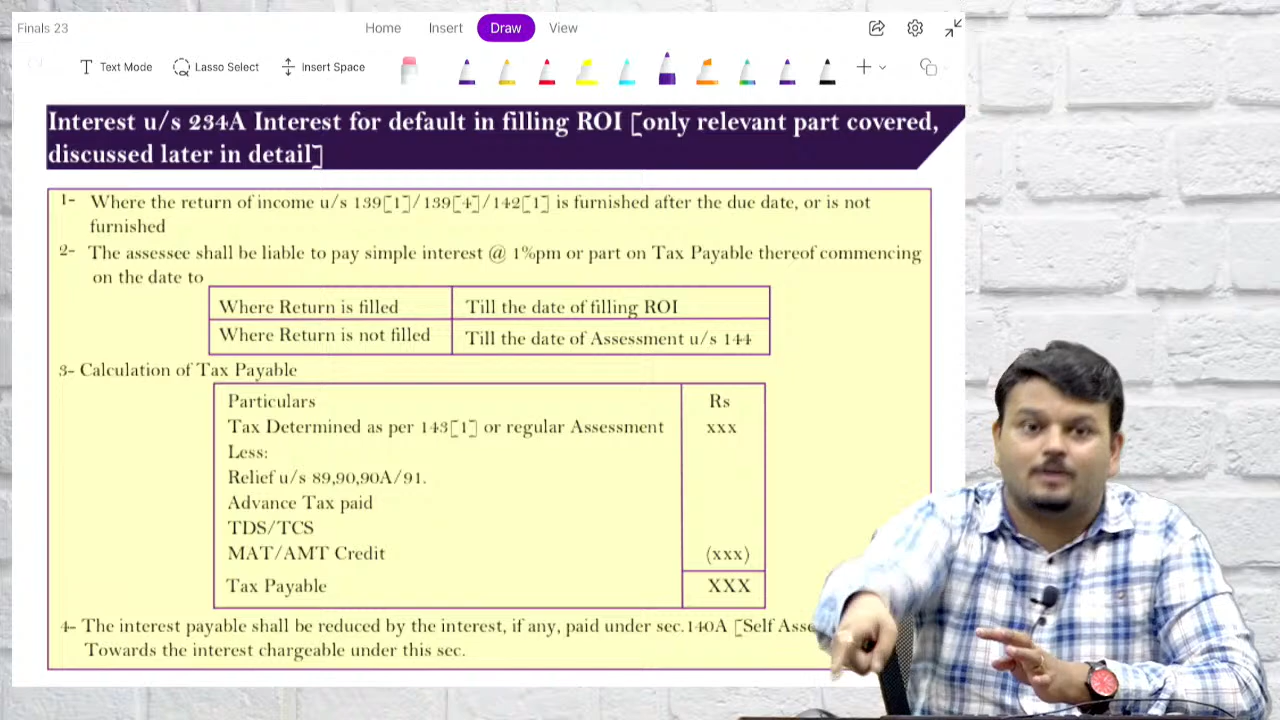 Finals 23
Home Insert Draw View
Text Mode Lasso Select Insert Space
Interest u/s 234A Interest for default in filling ROI [only relevant part covered,
discussed later in detail]
1- Where the return of income u/s 139[1]/139[4]/142[1] is furnished after the due date, or is not
furnished
2- The assessee shall be liable to pay simple interest @ 1%pm or part on Tax Payable thereof commencing
on the date to
Where Return is filled Till the date of filling ROI
Where Return is not filled Till the date of Assessment u/s 144
3- Calculation of Tax Payable
Particulars Rs
Tax Determined as per 143[1] or regular Assessment xxx
Less:
Relief u/s 89,90,90A/91.
Advance Tax paid
TDS/TCS
MAT/AMT Credit (xxx)
Tax Payable XXX
4- The interest payable shall be reduced by the interest, if any, paid under sec.140A [Self
Towards the interest chargeable under this sec.